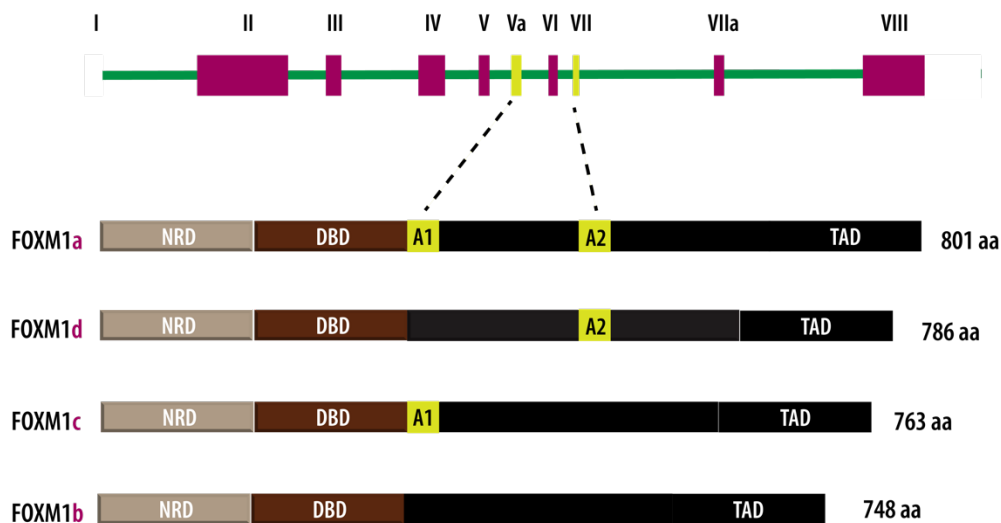 I II III IV V Va VI VII VIIa VIII
FOXM1a NRD DBD A1 A2 TAD 801 aa
FOXM1d NRD DBD A2 TAD 786 aa
FOXM1c NRD DBD A1 TAD 763 aa
FOXM1b NRD DBD TAD 748 aa